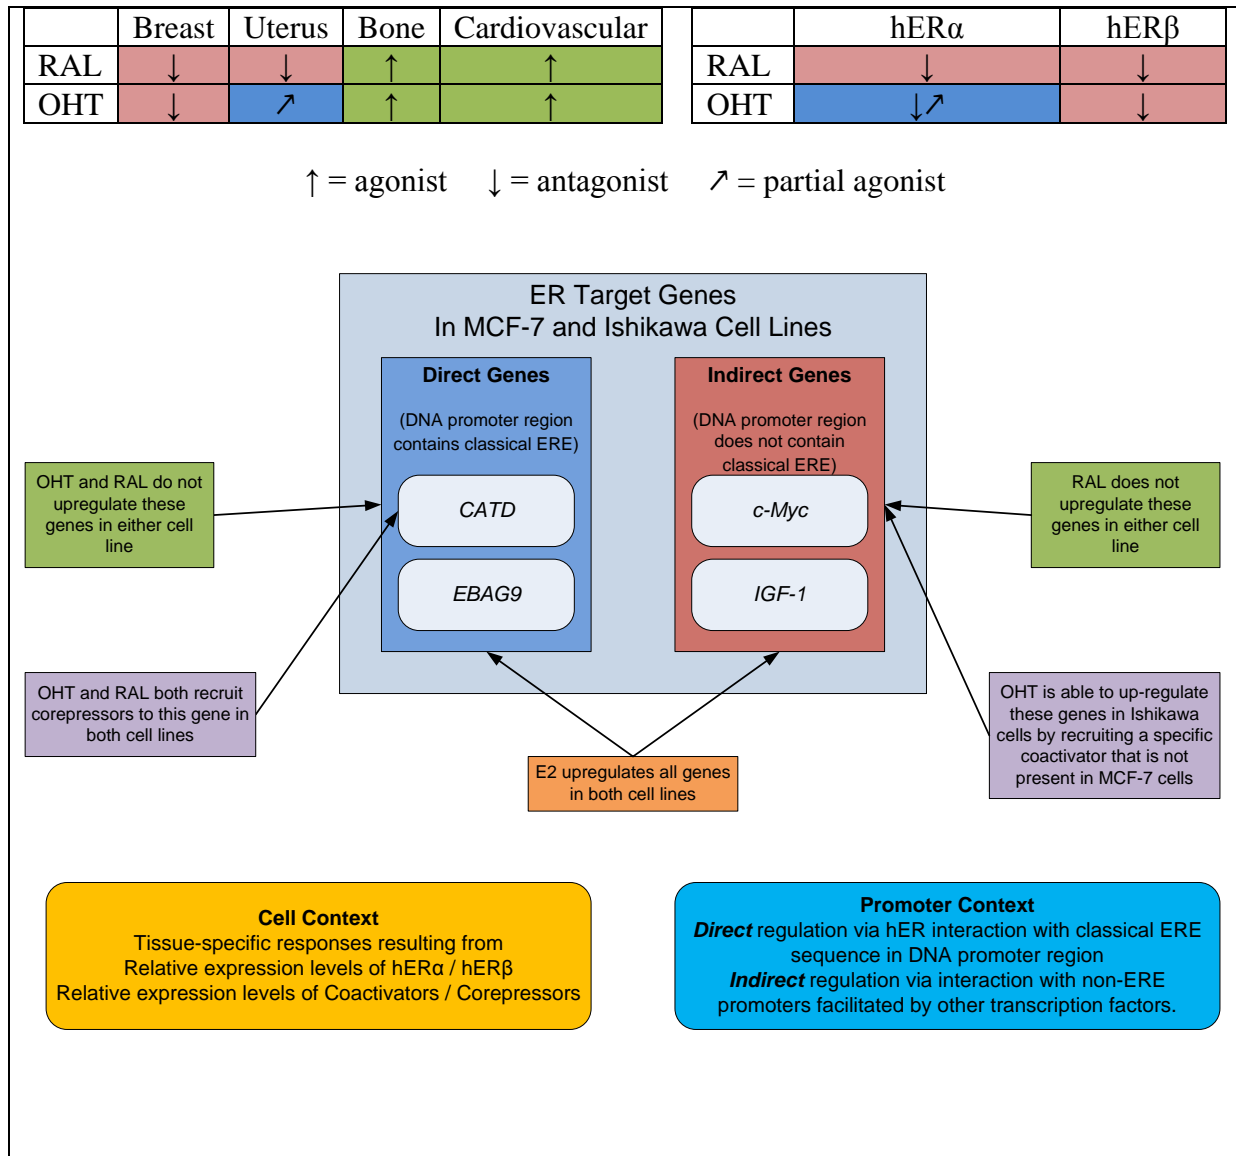 Breast Uterus Bone Cardiovascular
RAL ↓ ↓ ↑ ↑
OHT ↓ ↗ ↑ ↑
hERα hERβ
RAL ↓ ↓
OHT ↓↗ ↓
↑ = agonist ↓ = antagonist ↗ = partial agonist
ER Target Genes
In MCF-7 and Ishikawa Cell Lines
Direct Genes
(DNA promoter region
contains classical ERE)
CATD
EBAG9
Indirect Genes
(DNA promoter region
does not contain
classical ERE)
c-Myc
IGF-1
OHT and RAL do not
upregulate these
genes in either cell
line
RAL does not
upregulate these
genes in either cell
line
OHT and RAL both recruit
corepressors to this gene in
both cell lines
E2 upregulates all genes
in both cell lines
OHT is able to up-regulate
these genes in Ishikawa
cells by recruiting a specific
coactivator that is not
present in MCF-7 cells
Cell Context
Tissue-specific responses resulting from
Relative expression levels of hERα / hERβ
Relative expression levels of Coactivators / Corepressors
Promoter Context
Direct regulation via hER interaction with classical ERE
sequence in DNA promoter region
Indirect regulation via interaction with non-ERE
promoters facilitated by other transcription factors.